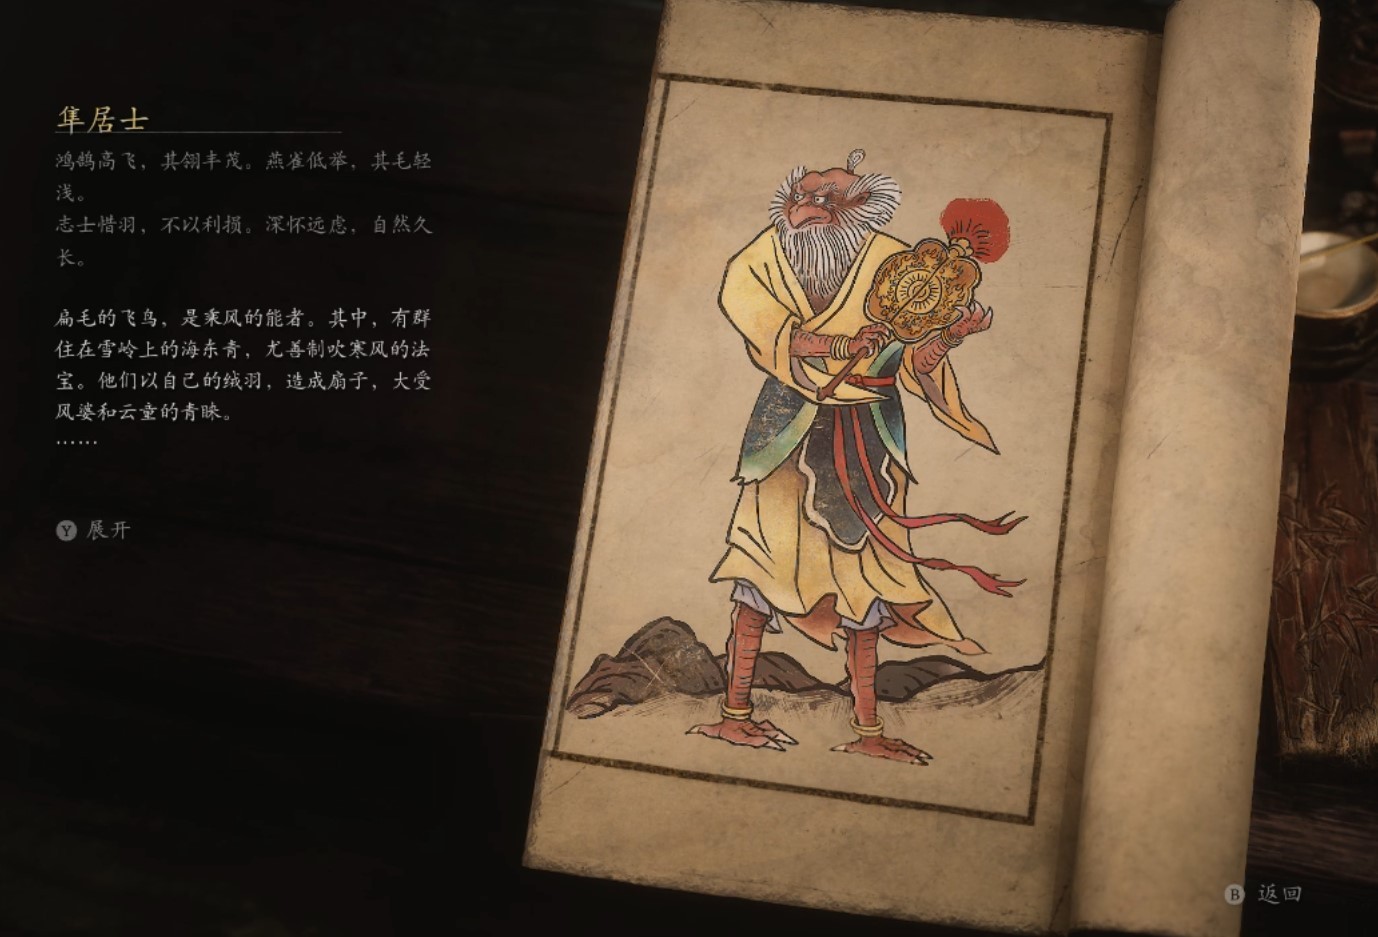 隼居士
鸿鹄高飞，其翎丰茂。燕雀低举，其毛轻
浅。
志士惜羽，不以利损。深怀远虑，自然久
长。
扁毛的飞鸟，是乘风的能者。其中，有群
住在雪岭上的海东青，尤善制吹寒风的法
宝。他们以自己的绒羽，造成扇子，大受
风婆和云童的青睐。
……
Y 展开
B 返回